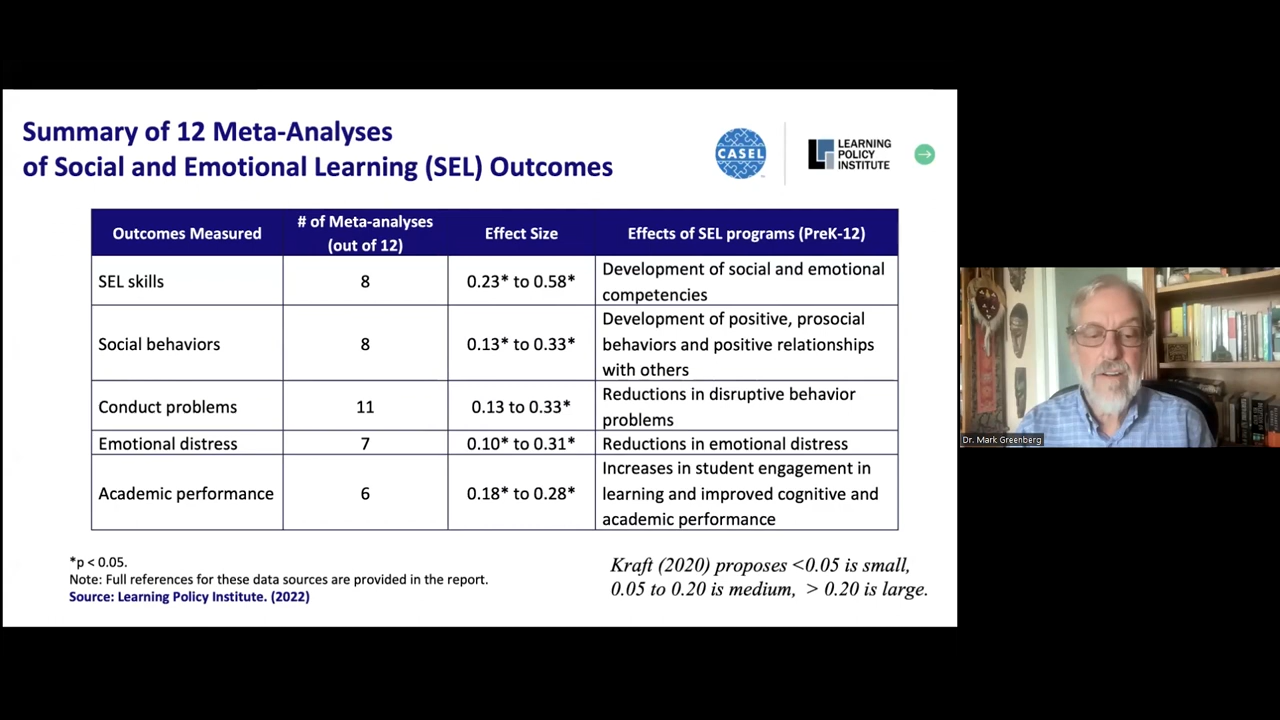 Summary of 12 Meta-Analyses
of Social and Emotional Learning (SEL) Outcomes
CASEL
LEARNING
POLICY
INSTITUTE
Outcomes Measured
# of Meta-analyses
(out of 12)
Effect Size
Effects of SEL programs (PreK-12)
SEL skills
8
0.23* to 0.58*
Development of social and emotional
competencies
Social behaviors
8
0.13* to 0.33*
Development of positive, prosocial
behaviors and positive relationships
with others
Conduct problems
11
0.13 to 0.33*
Reductions in disruptive behavior
problems
Emotional distress
7
0.10* to 0.31*
Reductions in emotional distress
Academic performance
6
0.18* to 0.28*
Increases in student engagement in
learning and improved cognitive and
academic performance
*p < 0.05.
Note: Full references for these data sources are provided in the report.
Source: Learning Policy Institute. (2022)
Kraft (2020) proposes <0.05 is small,
0.05 to 0.20 is medium, > 0.20 is large.
Dr. Mark Greenberg